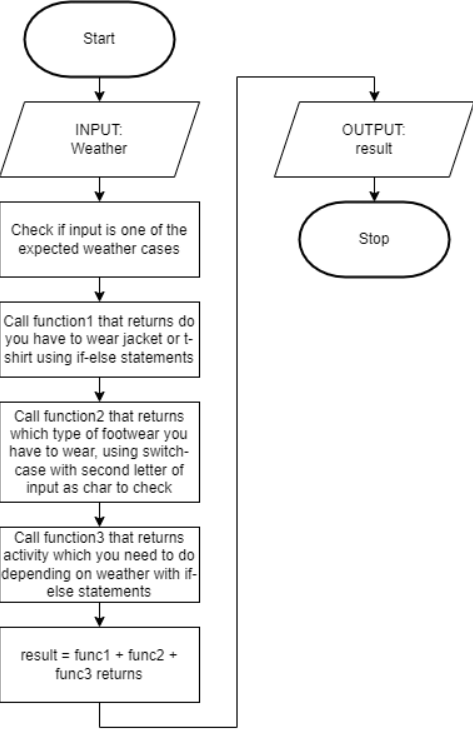 Start
INPUT:
Weather
Check if input is one of the
expected weather cases
Call function1 that returns do
you have to wear jacket or t-
shirt using if-else statements
Call function2 that returns
which type of footwear you
have to wear, using switch-
case with second letter of
input as char to check
Call function3 that returns
activity which you need to do
depending on weather with if-
else statements
result = func1 + func2 +
func3 returns
OUTPUT:
result
Stop